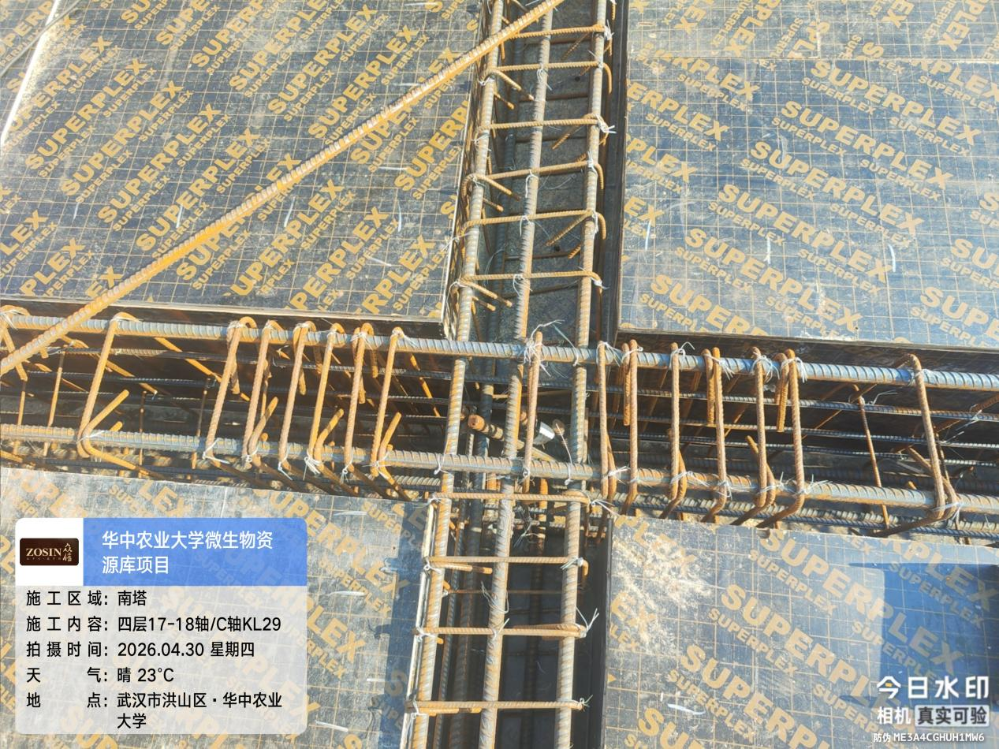 SUPERPLEX
ZOSIN 众信
华中农业大学微生物资
源库项目
施工区域：南塔
施工内容：四层17-18轴/C轴KL29
拍摄时间：2026.04.30 星期四
天气：晴 23℃
地点：武汉市洪山区·华中农业
大学
今日水印
相机 真实可验
防伪 ME3A4CGHUH1MW6